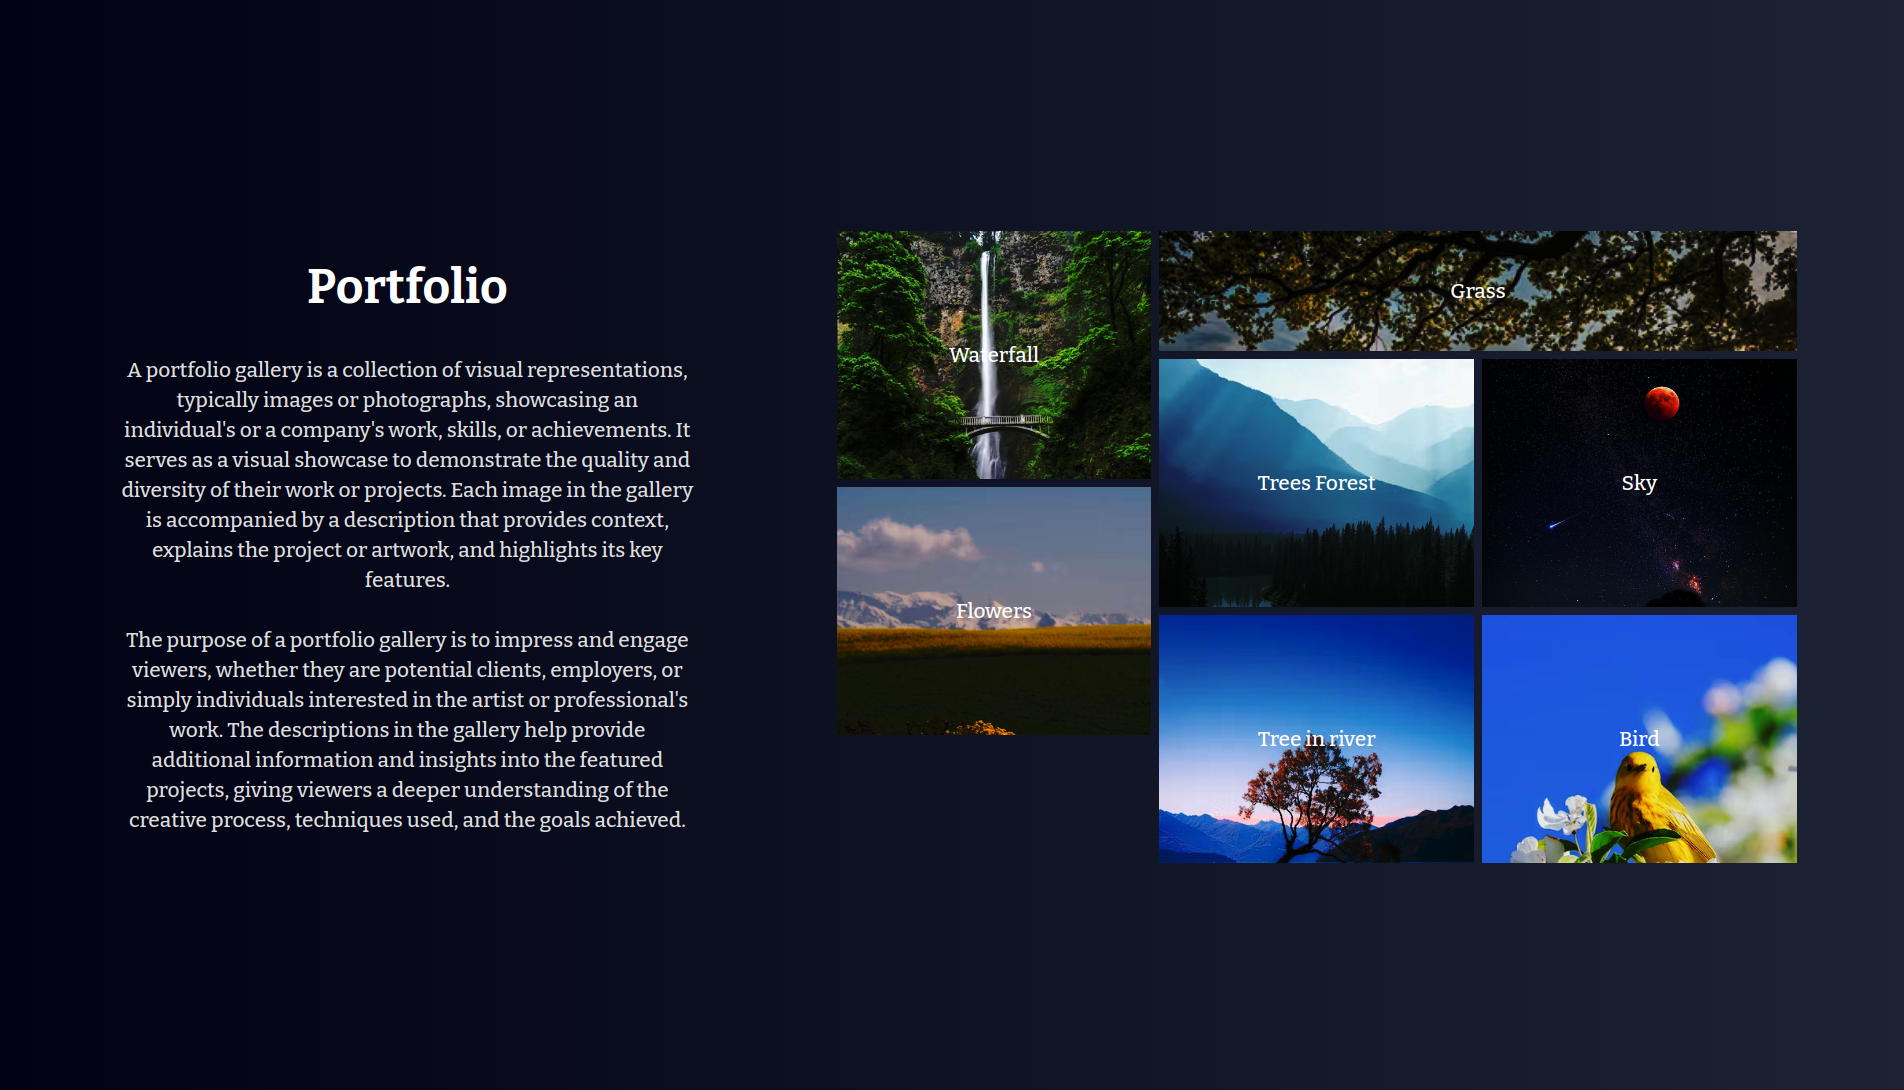 Portfolio
A portfolio gallery is a collection of visual representations,
typically images or photographs, showcasing an
individual's or a company's work, skills, or achievements. It
serves as a visual showcase to demonstrate the quality and
diversity of their work or projects. Each image in the gallery
is accompanied by a description that provides context,
explains the project or artwork, and highlights its key
features.
The purpose of a portfolio gallery is to impress and engage
viewers, whether they are potential clients, employers, or
simply individuals interested in the artist or professional's
work. The descriptions in the gallery help provide
additional information and insights into the featured
projects, giving viewers a deeper understanding of the
creative process, techniques used, and the goals achieved.
Waterfall
Grass
Trees Forest
Sky
Flowers
Tree in river
Bird